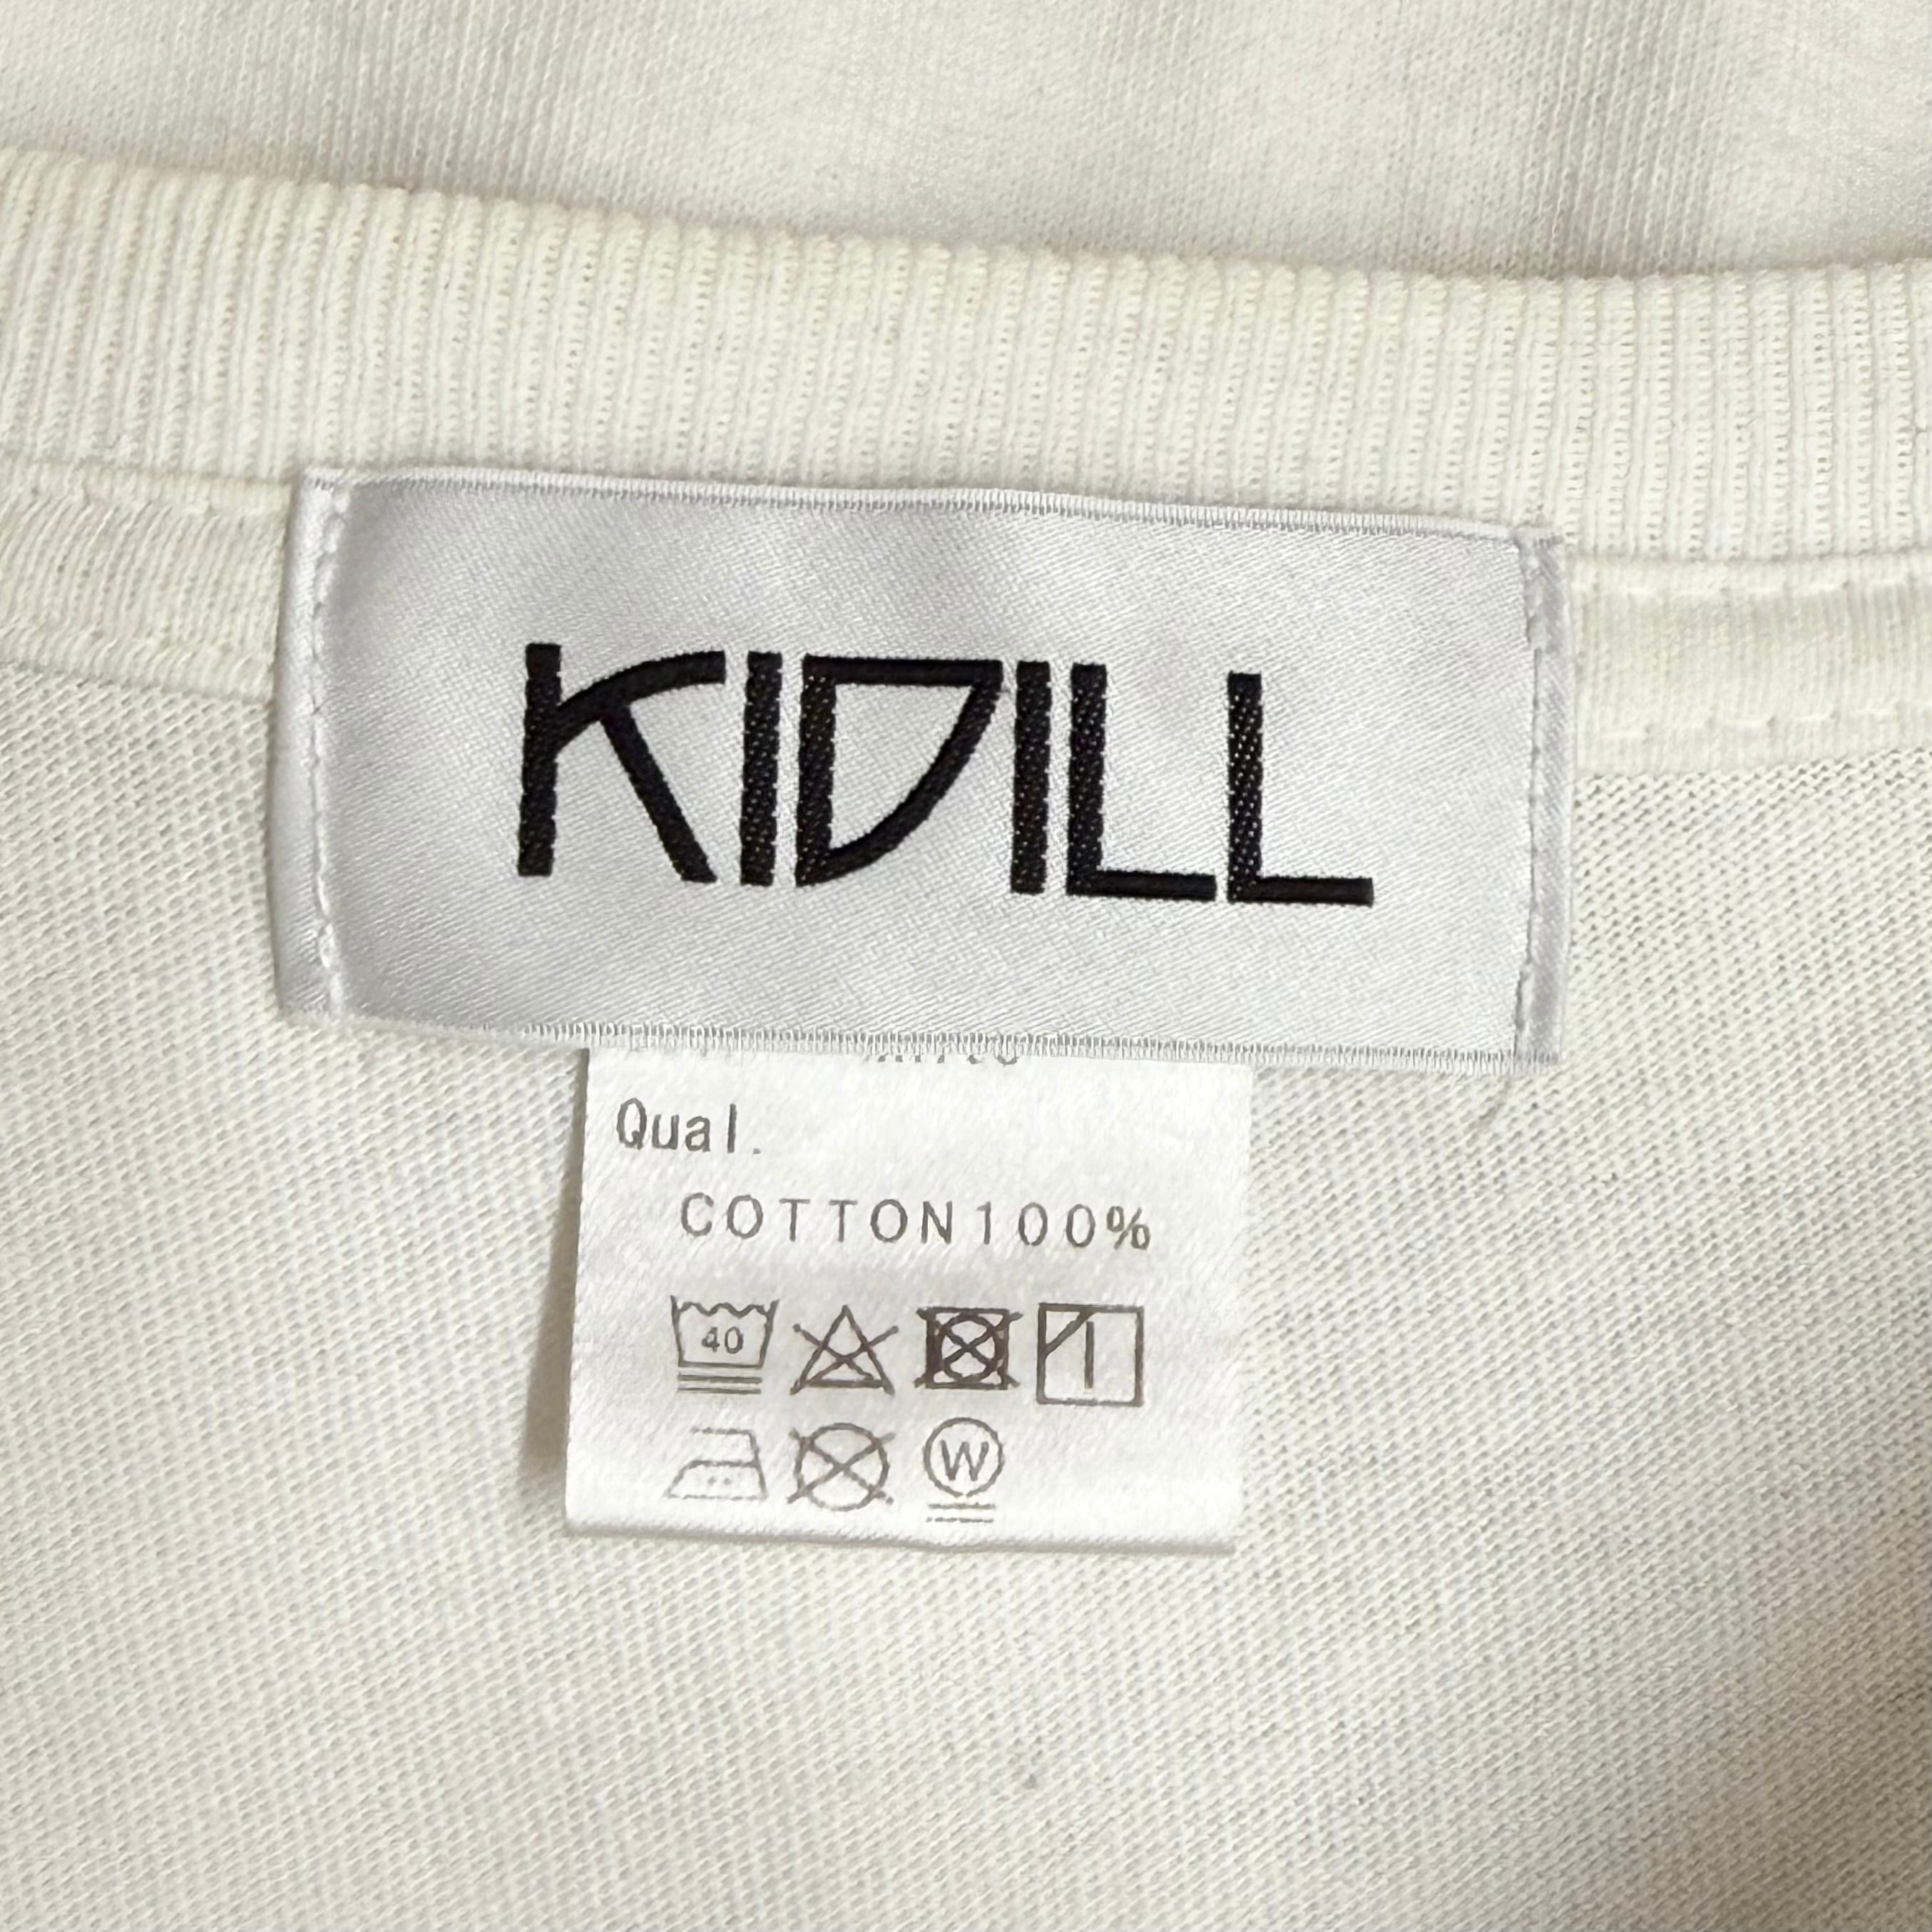 KIDILL
Qual.
COTTON100%
40
W